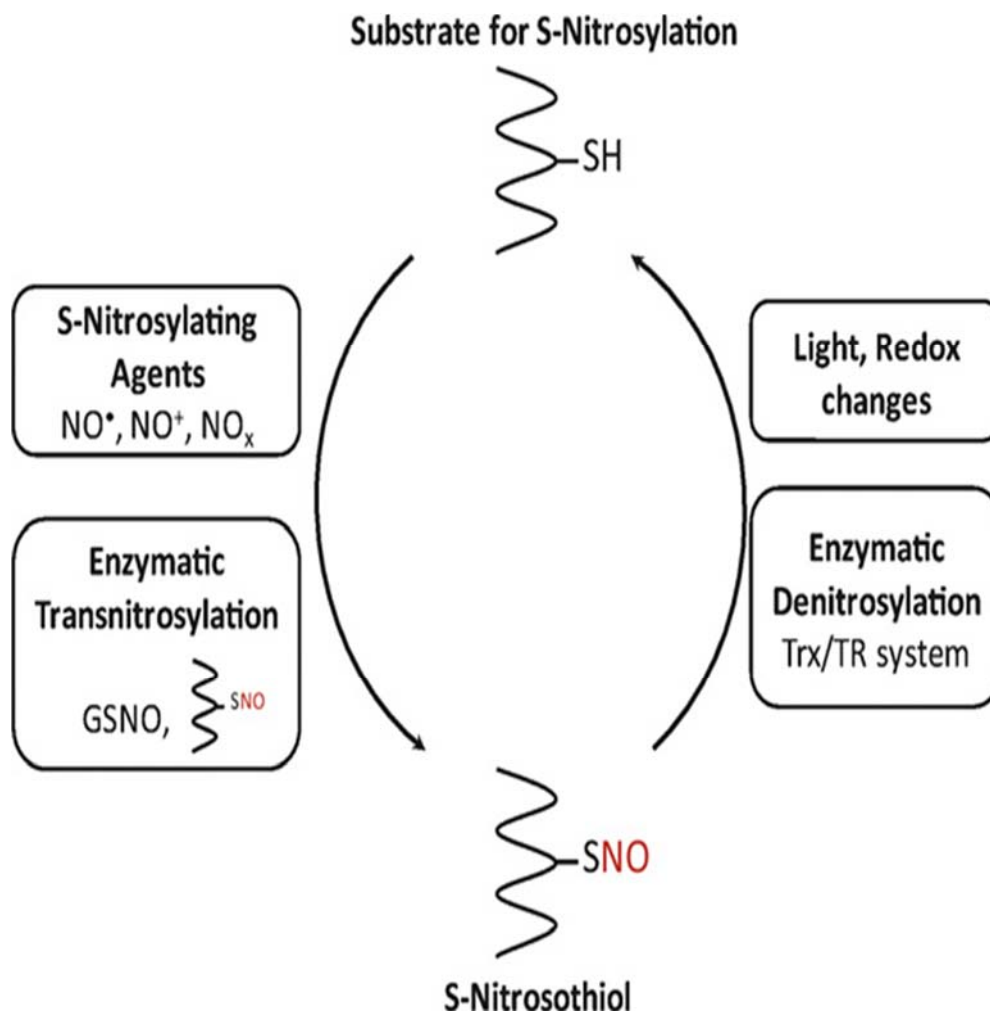 Substrate for S-Nitrosylation
SH
S-Nitrosylating
Agents
NO•, NO⁺, NOₓ
Enzymatic
Transnitrosylation
GSNO,
SNO
Light, Redox
changes
Enzymatic
Denitrosylation
Trx/TR system
SNO
S-Nitrosothiol